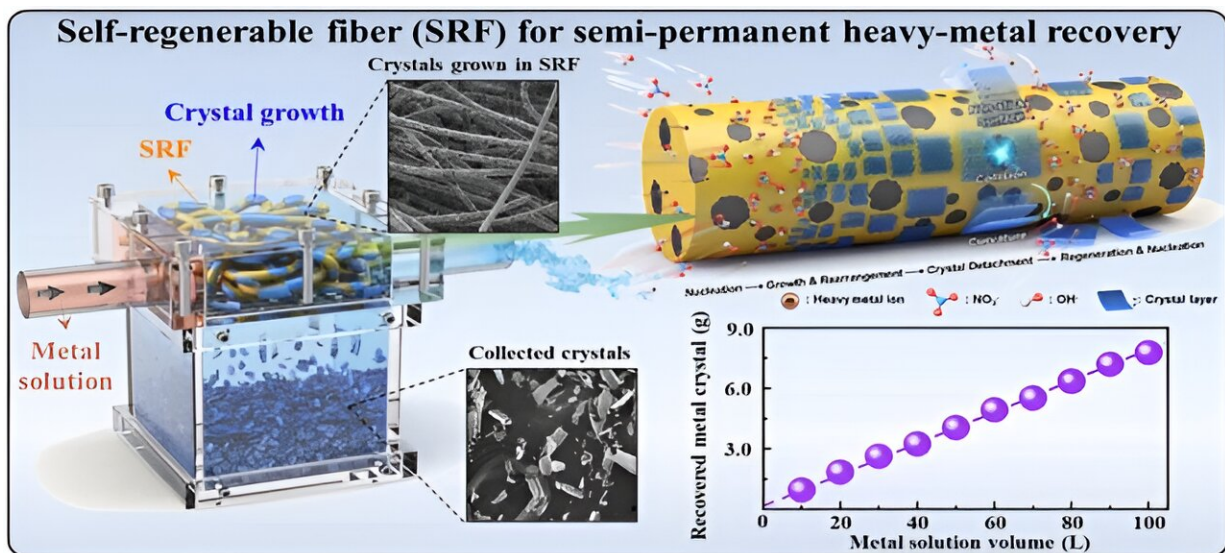 Self-regenerable fiber (SRF) for semi-permanent heavy-metal recovery
Crystals grown in SRF
Crystal growth
SRF
Metal
solution
Collected crystals
Curvature
Nucleation → Growth & Rearrangement → Crystal Detachment → Regeneration & Nucleation
: Heavy metal ion
: NO₃⁻
: OH⁻
: Crystal layer
Recovered metal crystal (g)
9.0
6.0
3.0
0
20
40
60
80
100
Metal solution volume (L)